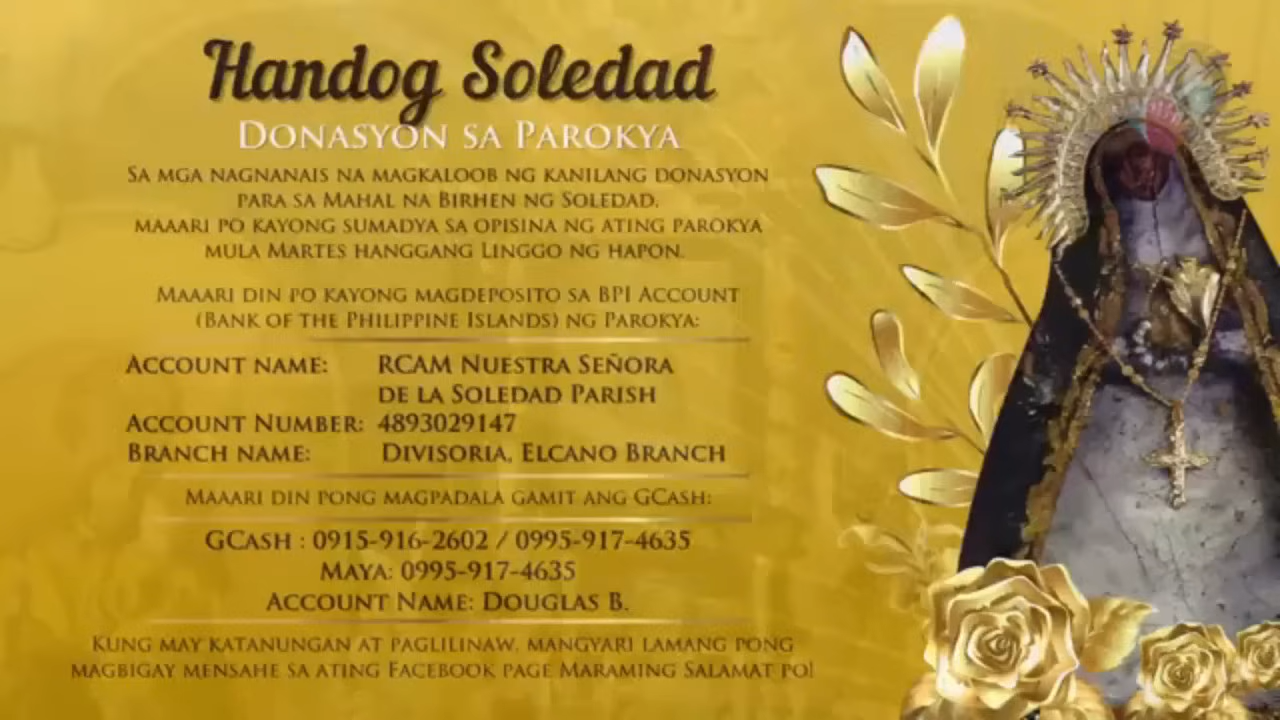 Handog Soledad
Donasyon sa Parokya
Sa mga nagnanais na magkaloob ng kanilang donasyon
para sa Mahal na Birhen ng Soledad.
maaari po kayong sumadya sa opisina ng ating parokya
mula Martes hanggang Linggo ng hapon.
Maaari din po kayong magdeposito sa BPI Account
(Bank of the Philippine Islands) ng Parokya:
Account name: RCAM Nuestra Señora
de la Soledad Parish
Account Number: 4893029147
Branch name: Divisoria, Elcano Branch
Maaari din pong magpadala gamit ang GCash:
GCash : 0915-916-2602 / 0995-917-4635
Maya: 0995-917-4635
Account Name: Douglas B.
Kung may katanungan at paglilinaw, mangyari lamang pong
magbigay mensahe sa ating Facebook page Maraming Salamat po!